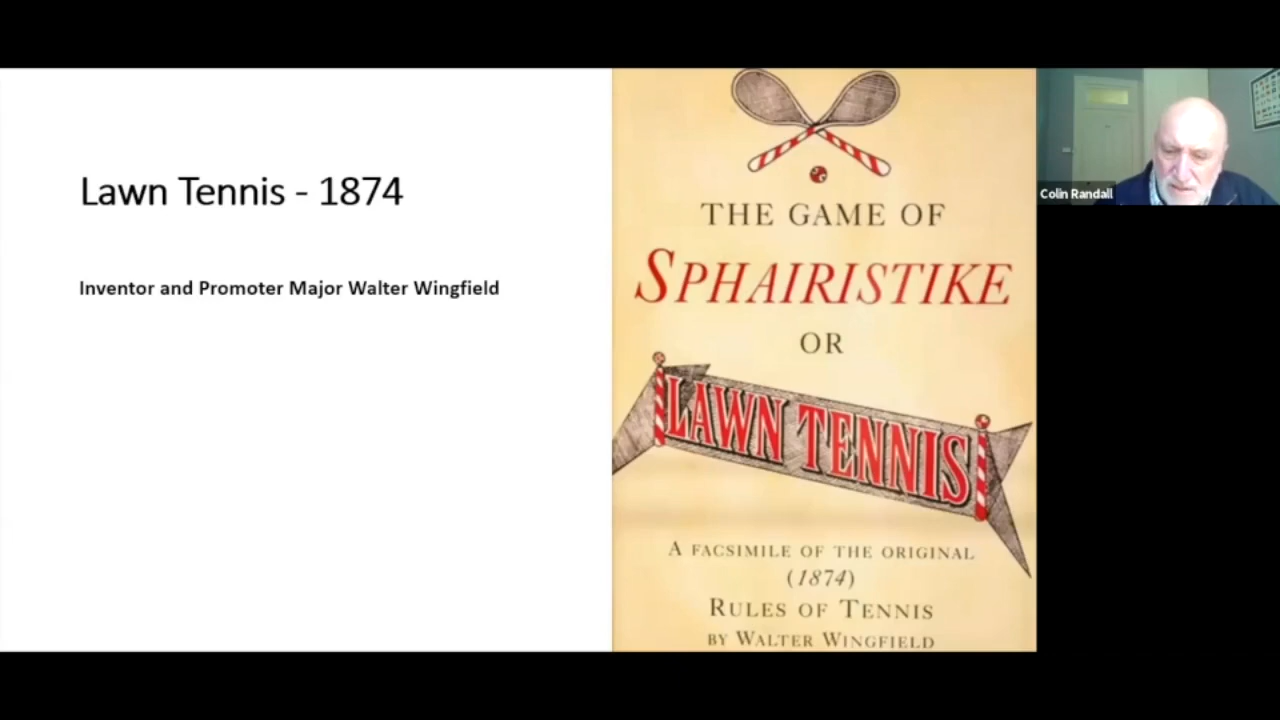 Lawn Tennis - 1874
Inventor and Promoter Major Walter Wingfield
THE GAME OF
SPHAIRISTIKE
OR
LAWN TENNIS
A FACSIMILE OF THE ORIGINAL
(1874)
RULES OF TENNIS
BY WALTER WINGFIELD
Colin Randall